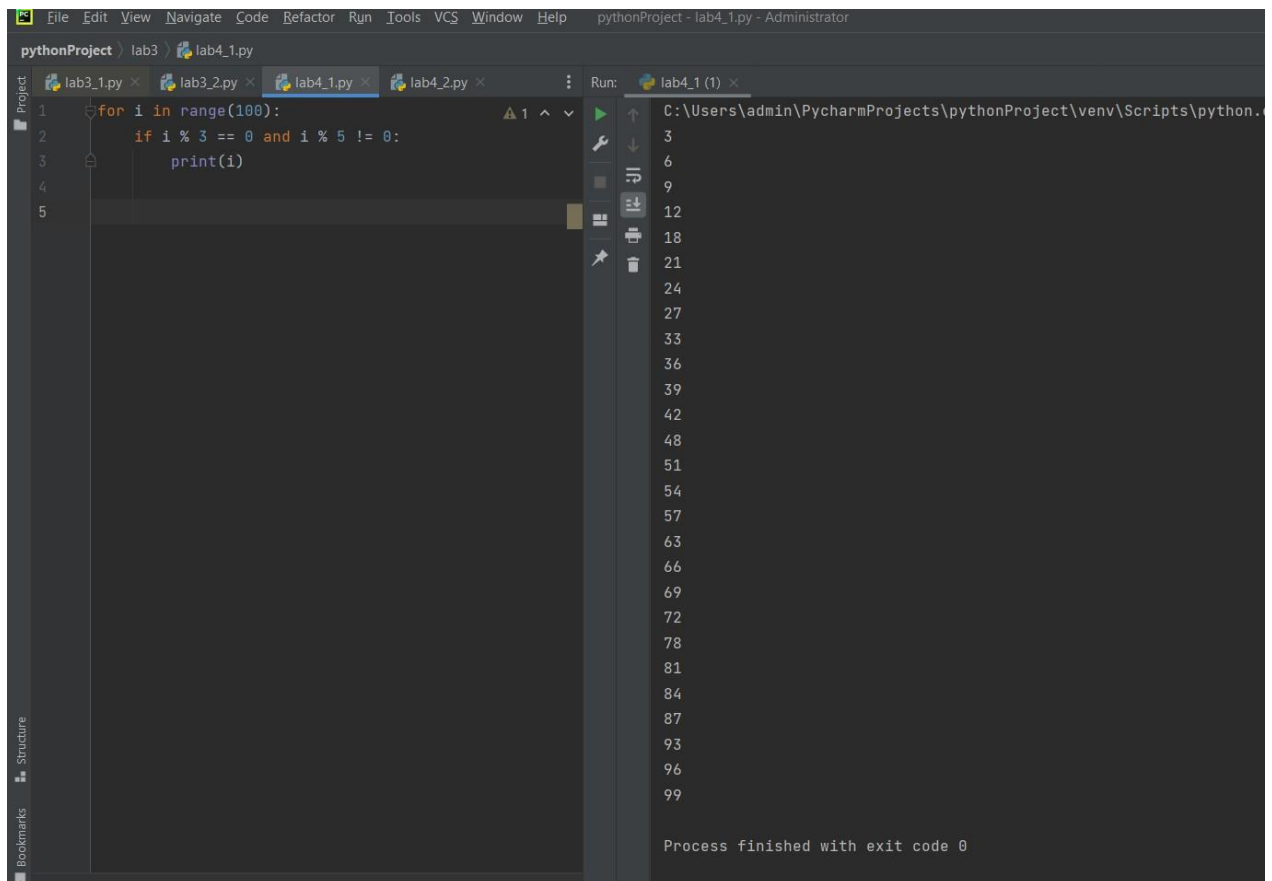 PC File Edit View Navigate Code Refactor Run Tools VCS Window Help pythonProject - lab4_1.py - Administrator
pythonProject lab3 lab4_1.py
Project
lab3_1.py lab3_2.py lab4_1.py lab4_2.py
1 for i in range(100):
2 if i % 3 == 0 and i % 5 != 0:
3 print(i)
4
5
1
Run: lab4_1 (1)
C:\Users\admin\PycharmProjects\pythonProject\venv\Scripts\python.
3
6
9
12
18
21
24
27
33
36
39
42
48
51
54
57
63
66
69
72
78
81
84
87
93
96
99
Process finished with exit code 0
Structure
Bookmarks